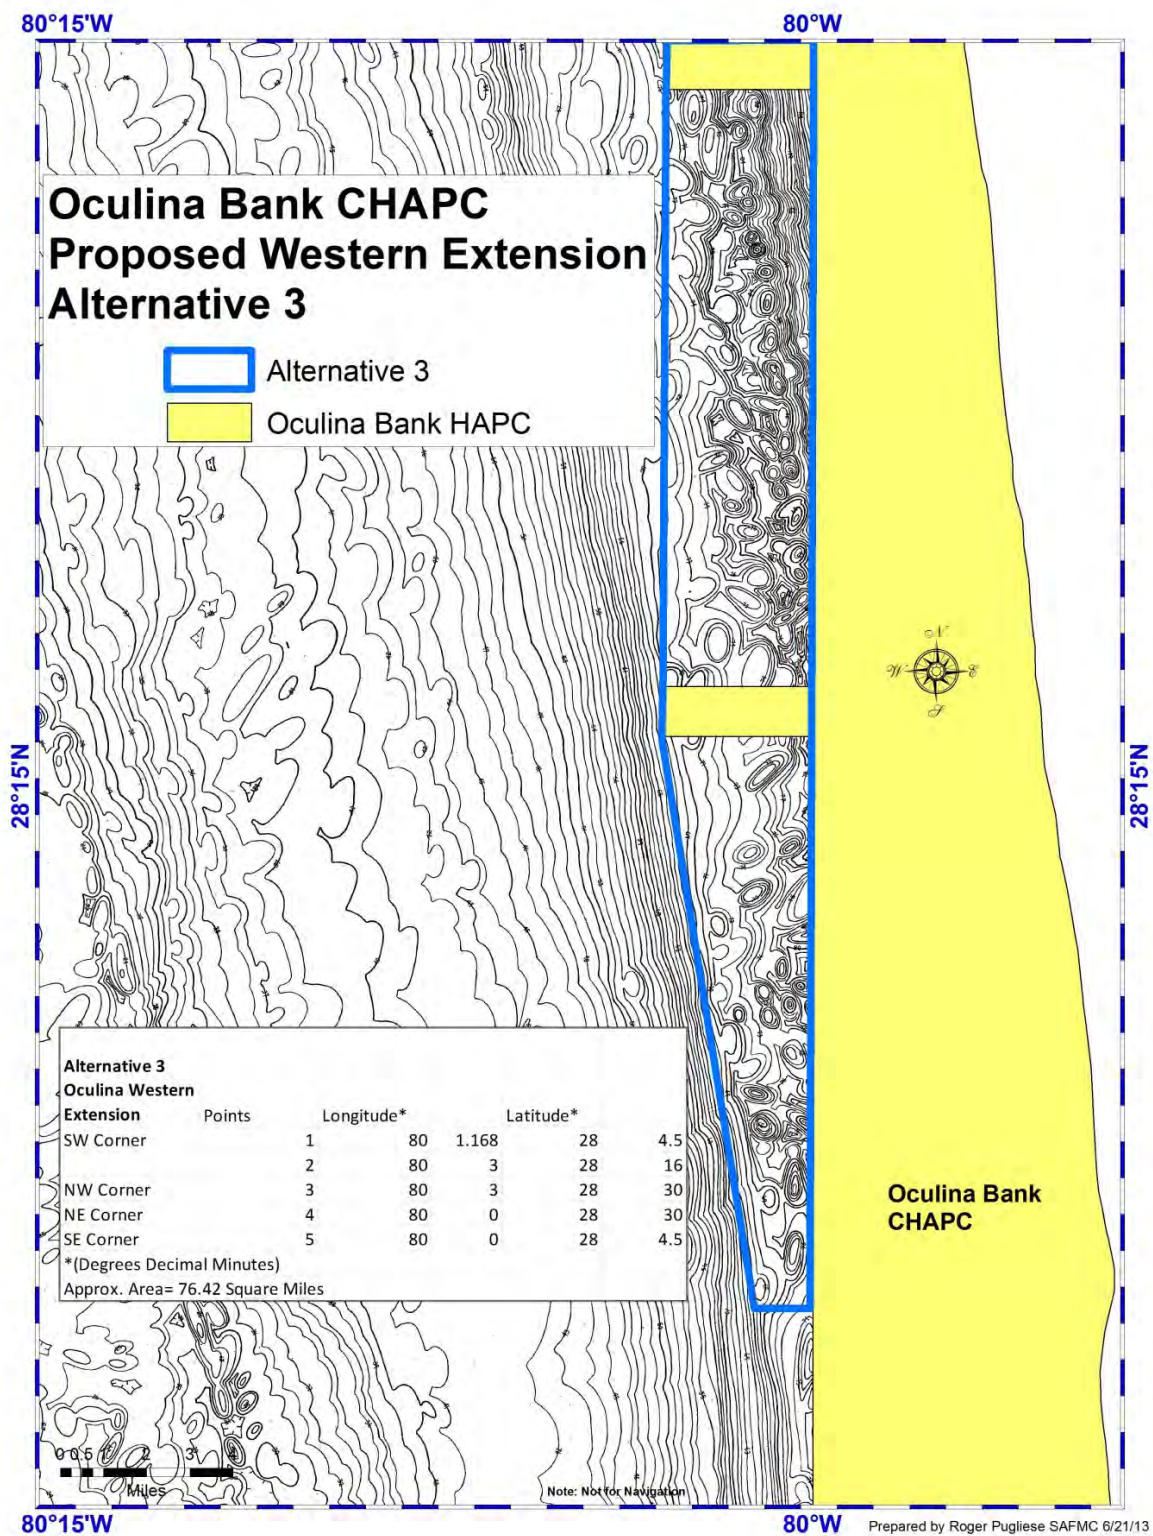 80°15'W 80°W
Oculina Bank CHAPC
Proposed Western Extension
Alternative 3
Alternative 3
Oculina Bank HAPC
N
W E
S
28°15'N 28°15'N
Alternative 3
Oculina Western
Extension Points Longitude* Latitude*
SW Corner 1 80 1.168 28 4.5
2 80 3 28 16
NW Corner 3 80 3 28 30
NE Corner 4 80 0 28 30
SE Corner 5 80 0 28 4.5
*(Degrees Decimal Minutes)
Approx. Area= 76.42 Square Miles
Oculina Bank
CHAPC
0 0.5 1 2 3 4
Miles
Note: Not for Navigation
80°15'W 80°W
Prepared by Roger Pugliese SAFMC 6/21/13